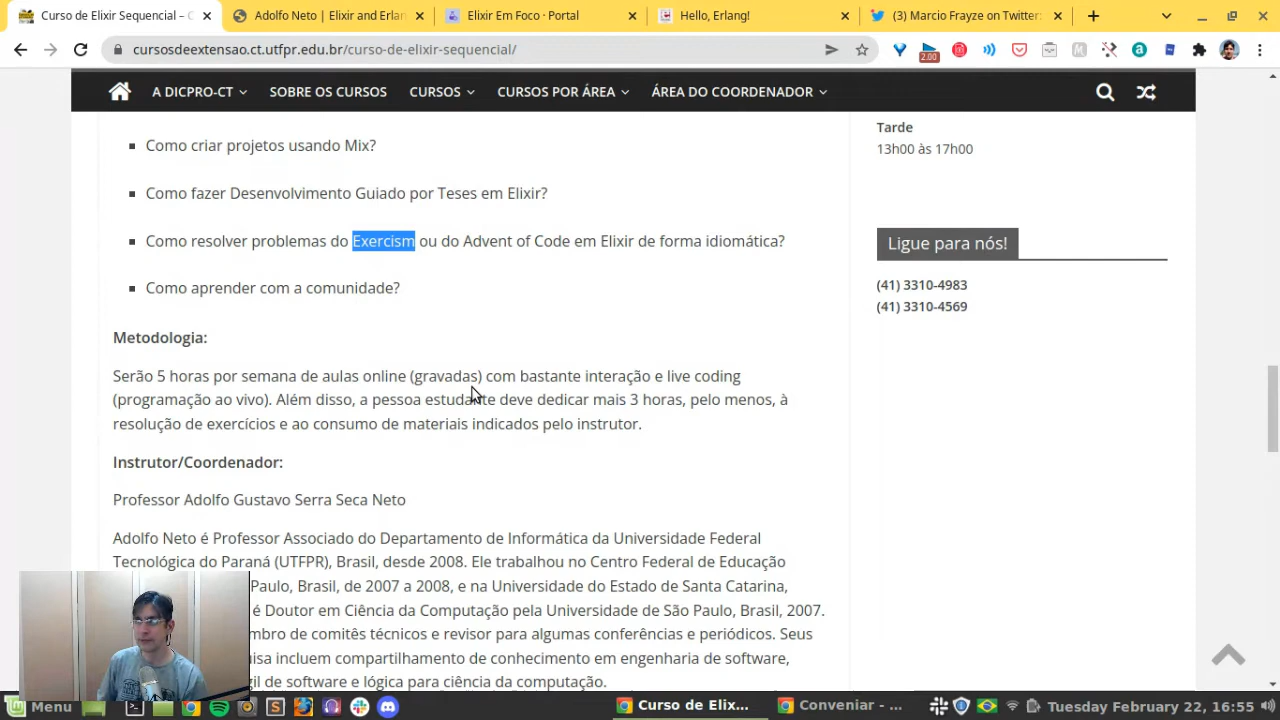 Curso de Elixir Sequencial – C
Adolfo Neto | Elixir and Erlan
Elixir Em Foco · Portal
Hello, Erlang!
(3) Marcio Frayze on Twitter:
cursosdeextensao.ct.utfpr.edu.br/curso-de-elixir-sequencial/
2.00
A DICPRO-CT SOBRE OS CURSOS CURSOS CURSOS POR ÁREA ÁREA DO COORDENADOR
Como criar projetos usando Mix?
Como fazer Desenvolvimento Guiado por Teses em Elixir?
Como resolver problemas do Exercism ou do Advent of Code em Elixir de forma idiomática?
Como aprender com a comunidade?
Metodologia:
Serão 5 horas por semana de aulas online (gravadas) com bastante interação e live coding
(programação ao vivo). Além disso, a pessoa estudante deve dedicar mais 3 horas, pelo menos, à
resolução de exercícios e ao consumo de materiais indicados pelo instrutor.
Instrutor/Coordenador:
Professor Adolfo Gustavo Serra Seca Neto
Adolfo Neto é Professor Associado do Departamento de Informática da Universidade Federal
Tecnológica do Paraná (UTFPR), Brasil, desde 2008. Ele trabalhou no Centro Federal de Educação
Paulo, Brasil, de 2007 a 2008, e na Universidade do Estado de Santa Catarina,
é Doutor em Ciência da Computação pela Universidade de São Paulo, Brasil, 2007.
mbro de comitês técnicos e revisor para algumas conferências e periódicos. Seus
isa incluem compartilhamento de conhecimento em engenharia de software,
gil de software e lógica para ciência da computação.
Tarde
13h00 às 17h00
Ligue para nós!
(41) 3310-4983
(41) 3310-4569
Menu
Curso de Elix...
Conveniar - ...
Tuesday February 22, 16:55